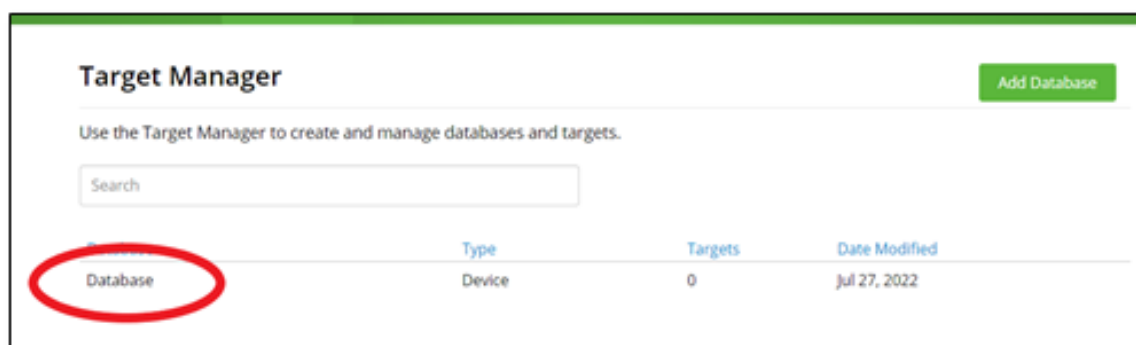 Target Manager
Add Database
Use the Target Manager to create and manage databases and targets.
Search
Type Targets Date Modified
Database Device 0 Jul 27, 2022